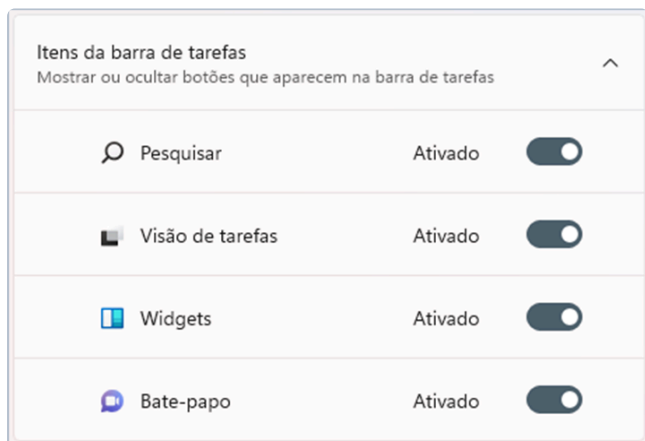 Itens da barra de tarefas
Mostrar ou ocultar botões que aparecem na barra de tarefas
Pesquisar Ativado
Visão de tarefas Ativado
Widgets Ativado
Bate-papo Ativado